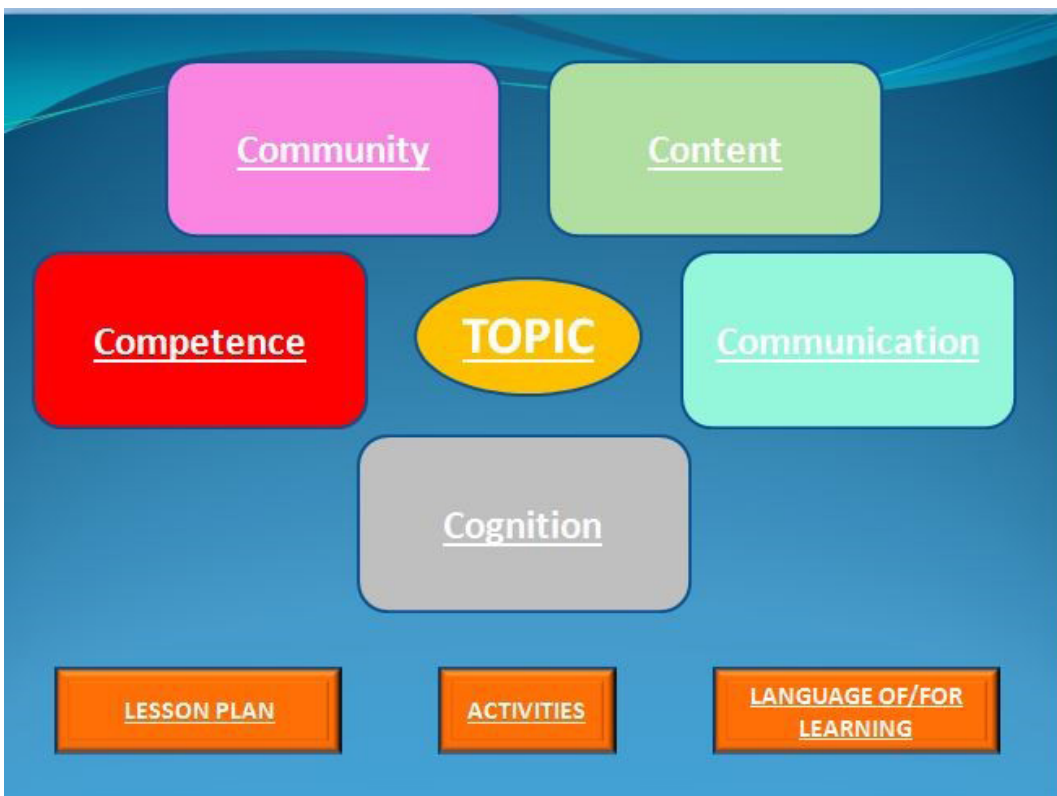 Community
Content
Competence
TOPIC
Communication
Cognition
LESSON PLAN
ACTIVITIES
LANGUAGE OF/FOR
LEARNING